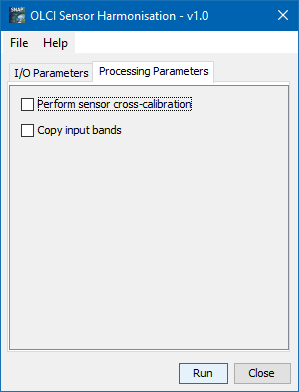 SNAP
OLCI Sensor Harmonisation - v1.0
File Help
I/O Parameters Processing Parameters
Perform sensor cross-calibration
Copy input bands
Run Close